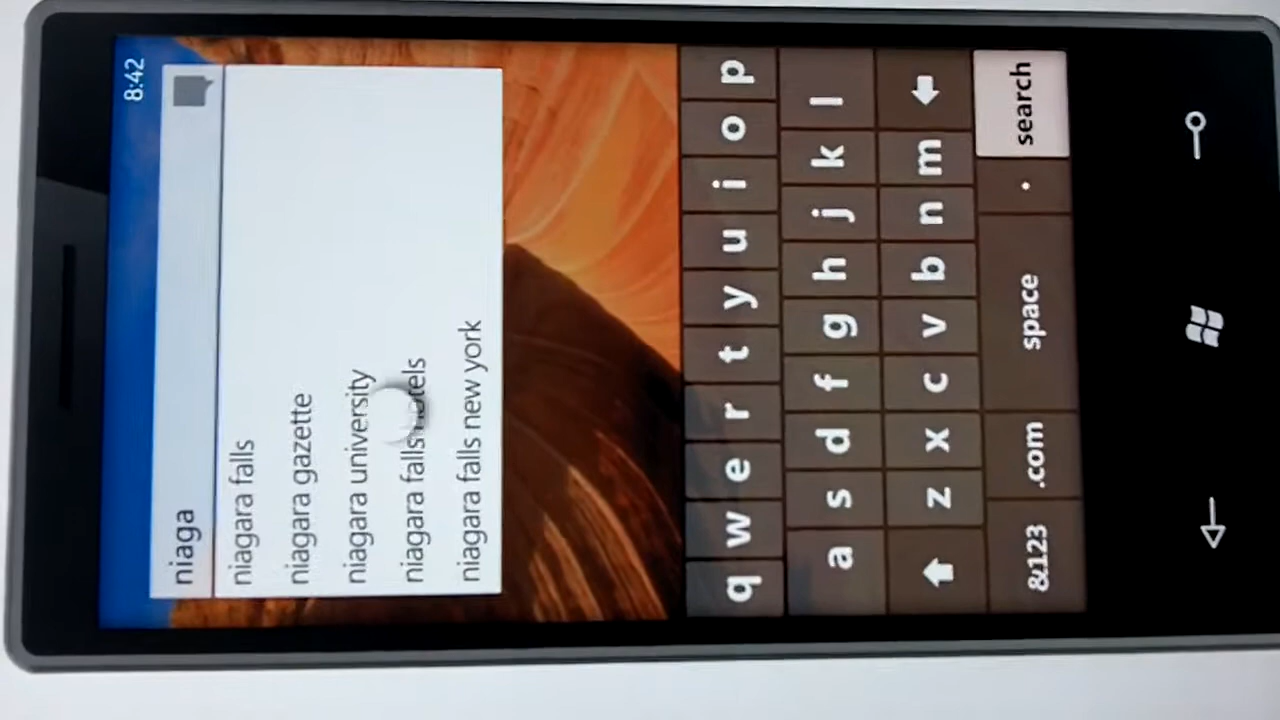 8:42
niaga
niagara falls
niagara gazette
niagara university
niagara falls hotels
niagara falls new york
q w e r t y u i o p
a s d f g h j k l
z x c v b n m
&123 .com space . search